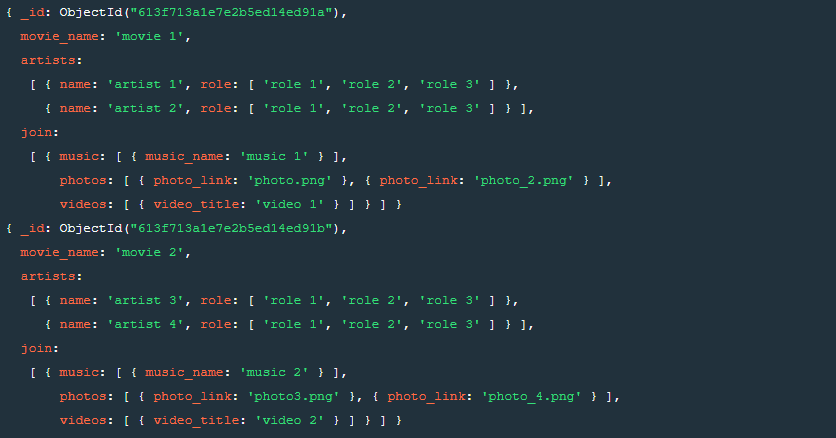 { _id: ObjectId("613f713a1e7e2b5ed14ed91a"),
movie_name: 'movie 1',
artists:
[ { name: 'artist 1', role: [ 'role 1', 'role 2', 'role 3' ] },
{ name: 'artist 2', role: [ 'role 1', 'role 2', 'role 3' ] } ],
join:
[ { music: [ { music_name: 'music 1' } ],
photos: [ { photo_link: 'photo.png' }, { photo_link: 'photo_2.png' } ],
videos: [ { video_title: 'video 1' } ] } ] }
{ _id: ObjectId("613f713a1e7e2b5ed14ed91b"),
movie_name: 'movie 2',
artists:
[ { name: 'artist 3', role: [ 'role 1', 'role 2', 'role 3' ] },
{ name: 'artist 4', role: [ 'role 1', 'role 2', 'role 3' ] } ],
join:
[ { music: [ { music_name: 'music 2' } ],
photos: [ { photo_link: 'photo3.png' }, { photo_link: 'photo_4.png' } ],
videos: [ { video_title: 'video 2' } ] } ] }